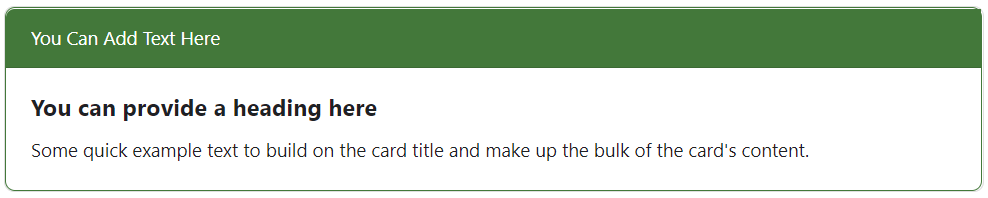 You Can Add Text Here
You can provide a heading here
Some quick example text to build on the card title and make up the bulk of the card's content.